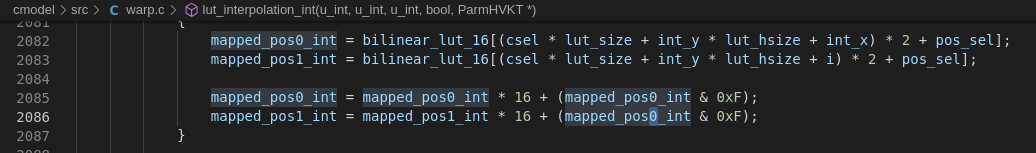 cmodel > src > C warp.c > lut_interpolation_int(u_int, u_int, u_int, bool, ParmHVKT *)
2081 {
2082 mapped_pos0_int = bilinear_lut_16[(csel * lut_size + int_y * lut_hsize + int_x) * 2 + pos_sel];
2083 mapped_pos1_int = bilinear_lut_16[(csel * lut_size + int_y * lut_hsize + i) * 2 + pos_sel];
2084
2085 mapped_pos0_int = mapped_pos0_int * 16 + (mapped_pos0_int & 0xF);
2086 mapped_pos1_int = mapped_pos1_int * 16 + (mapped_pos0_int & 0xF);
2087 }
2088